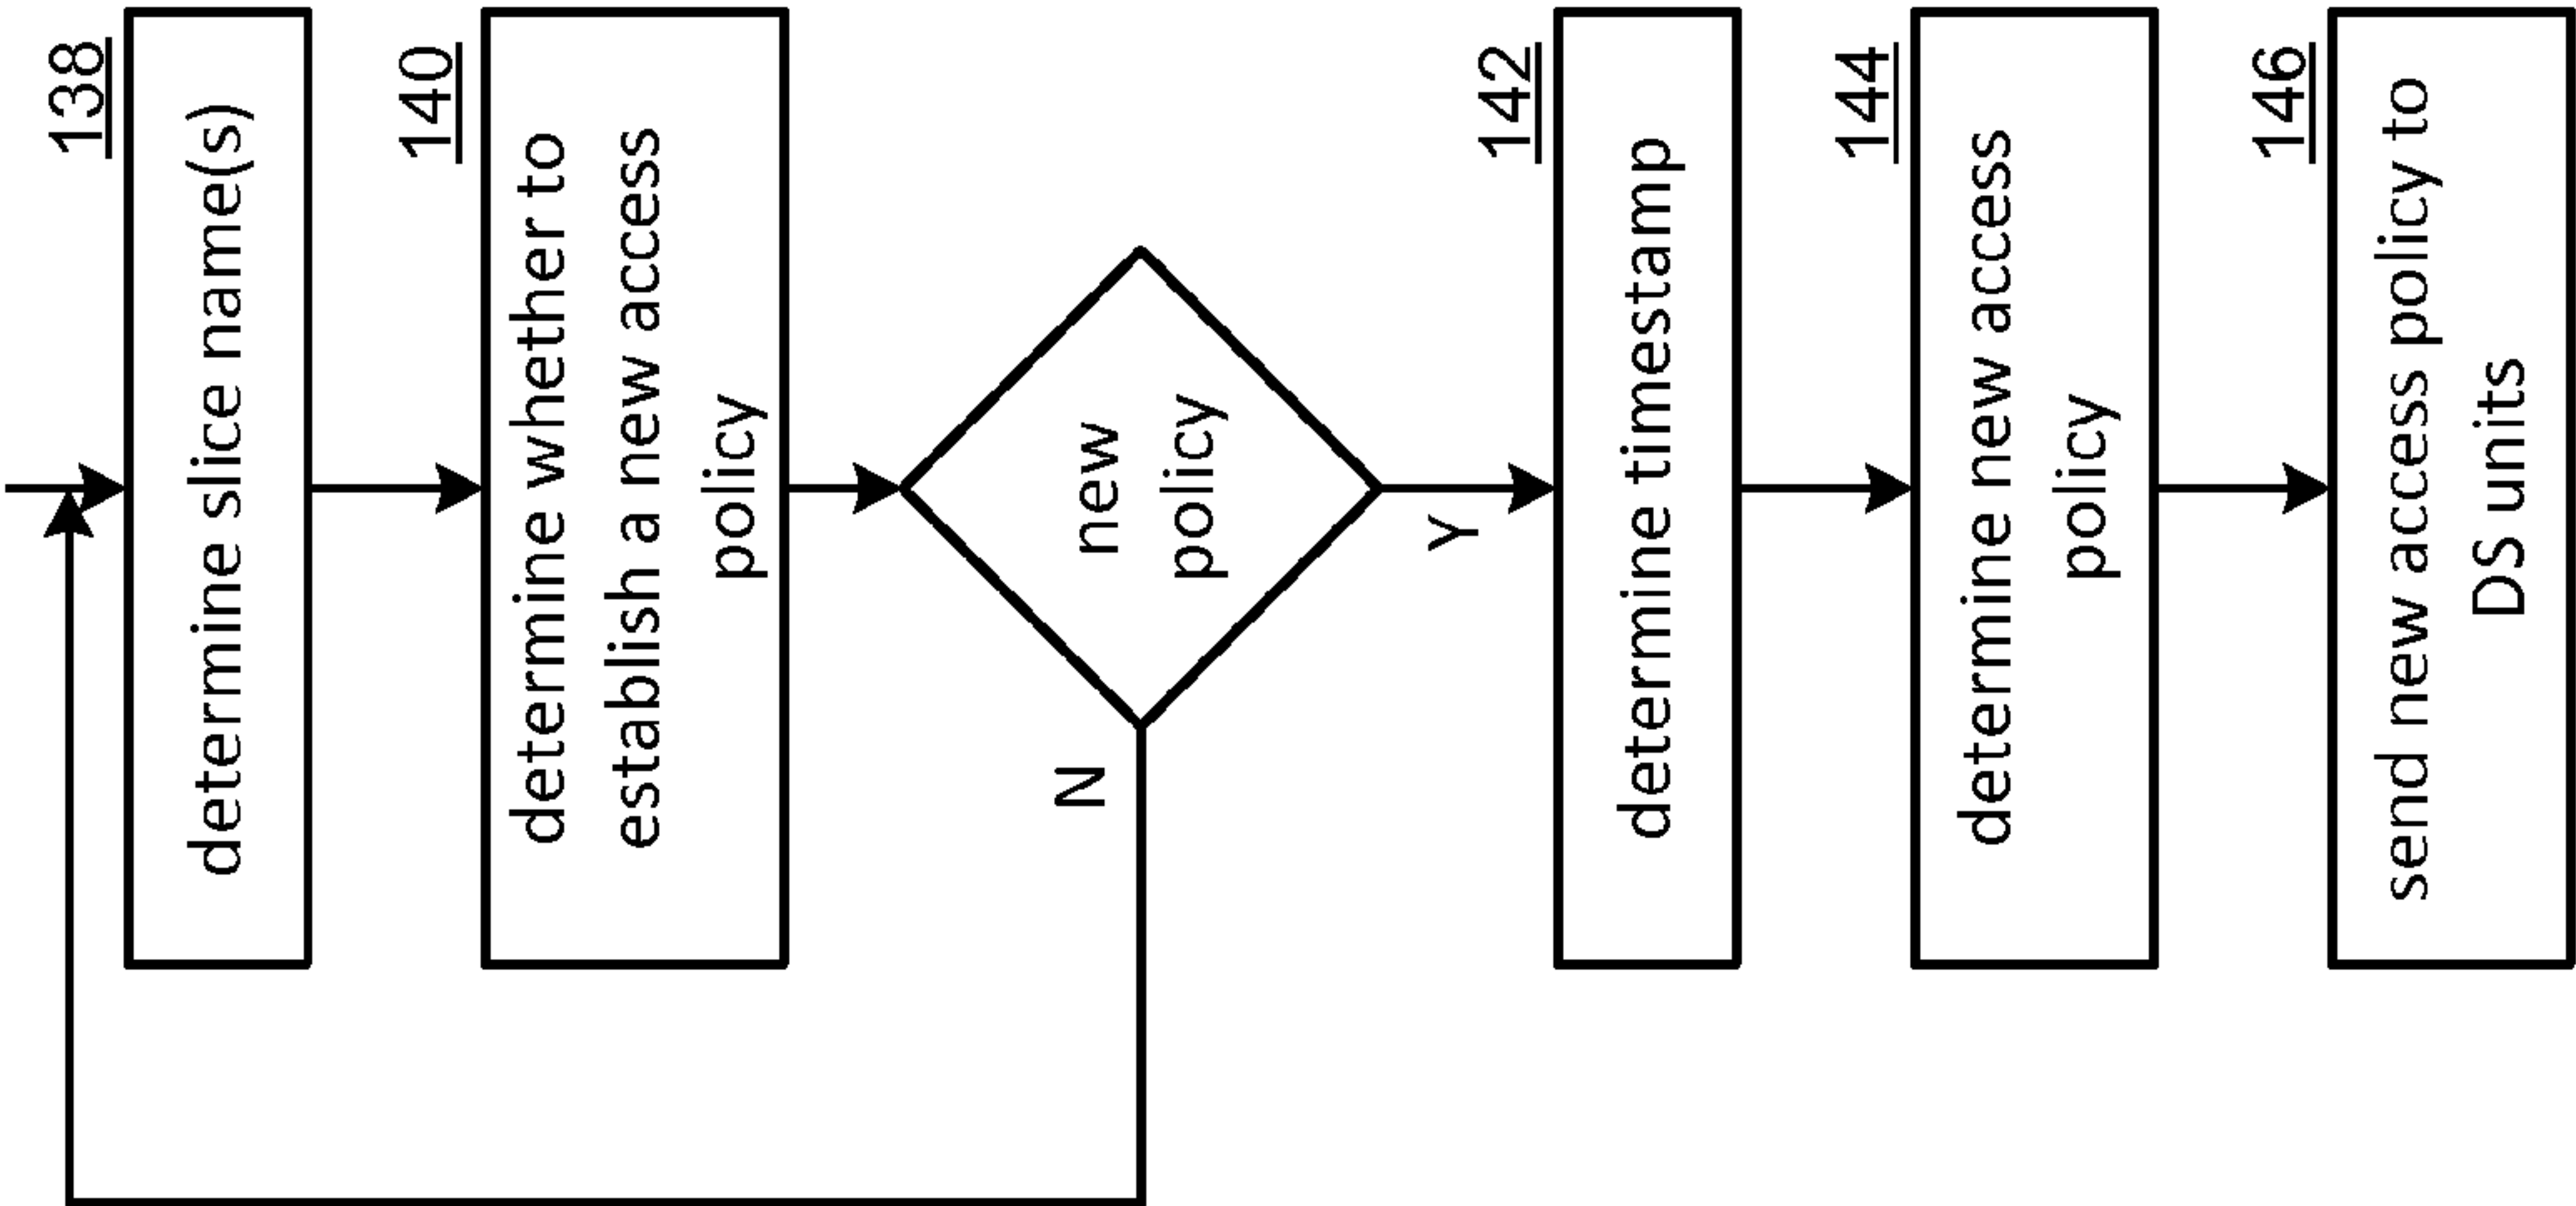 138
determine slice name(s)
140
determine whether to
establish a new access
policy
new
policy
N
Y
142
determine timestamp
144
determine new access
policy
146
send new access policy to
DS units